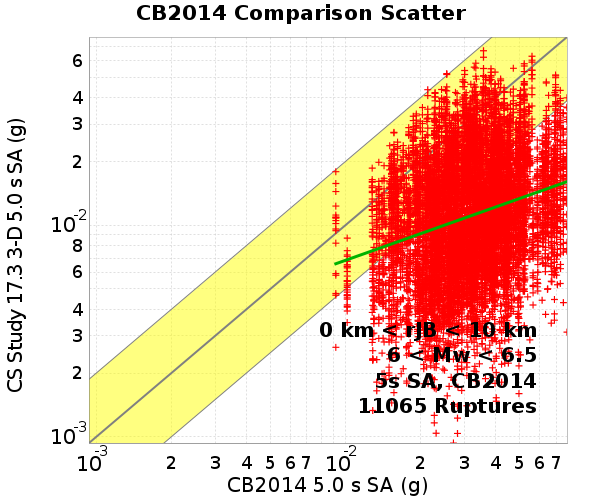 CB2014 Comparison Scatter
CS Study 17.3 3-D 5.0 s SA (g)
6
4
3
2
10-2
8
6
4
3
2
10-3
0 km < rJB < 10 km
6 < Mw < 6.5
5s SA, CB2014
11065 Ruptures
10-3 2 3 4 5 6 7 10-2 2 3 4 5 6 7
CB2014 5.0 s SA (g)